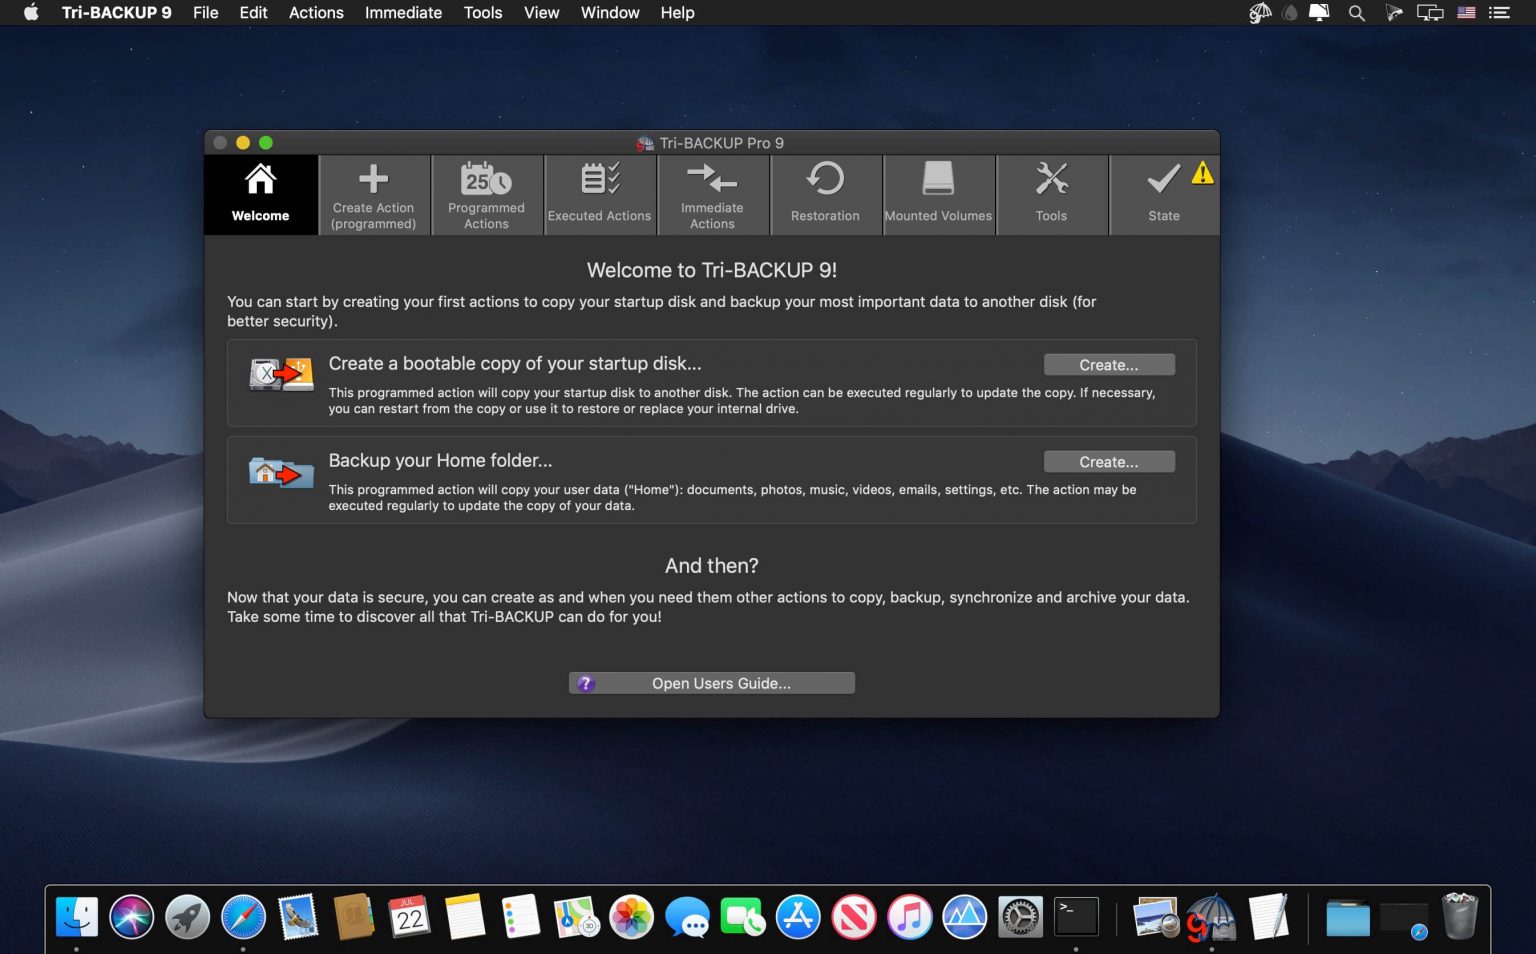 Tri-BACKUP 9 File Edit Actions Immediate Tools View Window Help
Tri-BACKUP Pro 9
Welcome
Create Action
(programmed)
25
Programmed
Actions
Executed Actions
Immediate
Actions
Restoration
Mounted Volumes
Tools
State
Welcome to Tri-BACKUP 9!
You can start by creating your first actions to copy your startup disk and backup your most important data to another disk (for
better security).
X
Create a bootable copy of your startup disk...
Create...
This programmed action will copy your startup disk to another disk. The action can be executed regularly to update the copy. If necessary,
you can restart from the copy or use it to restore or replace your internal drive.
Backup your Home folder...
Create...
This programmed action will copy your user data ("Home"): documents, photos, music, videos, emails, settings, etc. The action may be
executed regularly to update the copy of your data.
And then?
Now that your data is secure, you can create as and when you need them other actions to copy, backup, synchronize and archive your data.
Take some time to discover all that Tri-BACKUP can do for you!
? Open Users Guide...
JUL
22
>_
9